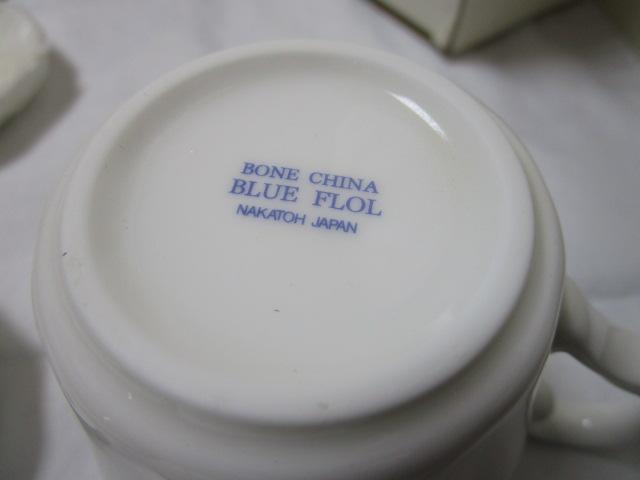 BONE CHINA
BLUE FLOL
NAKATOH JAPAN